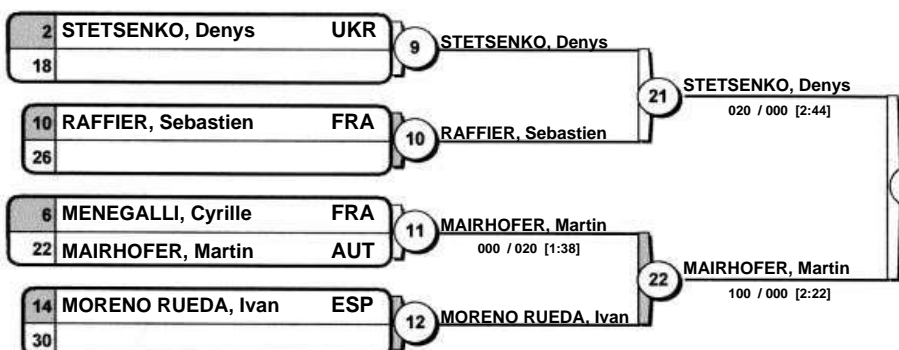 2 STETSENKO, Denys UKR
18
9 STETSENKO, Denys
10 RAFFIER, Sebastien FRA
26
10 RAFFIER, Sebastien
21 STETSENKO, Denys
020 / 000 [2:44]
6 MENEGALLI, Cyrille FRA
22 MAIRHOFER, Martin AUT
11 MAIRHOFER, Martin
000 / 020 [1:38]
14 MORENO RUEDA, Ivan ESP
30
12 MORENO RUEDA, Ivan
22 MAIRHOFER, Martin
100 / 000 [2:22]